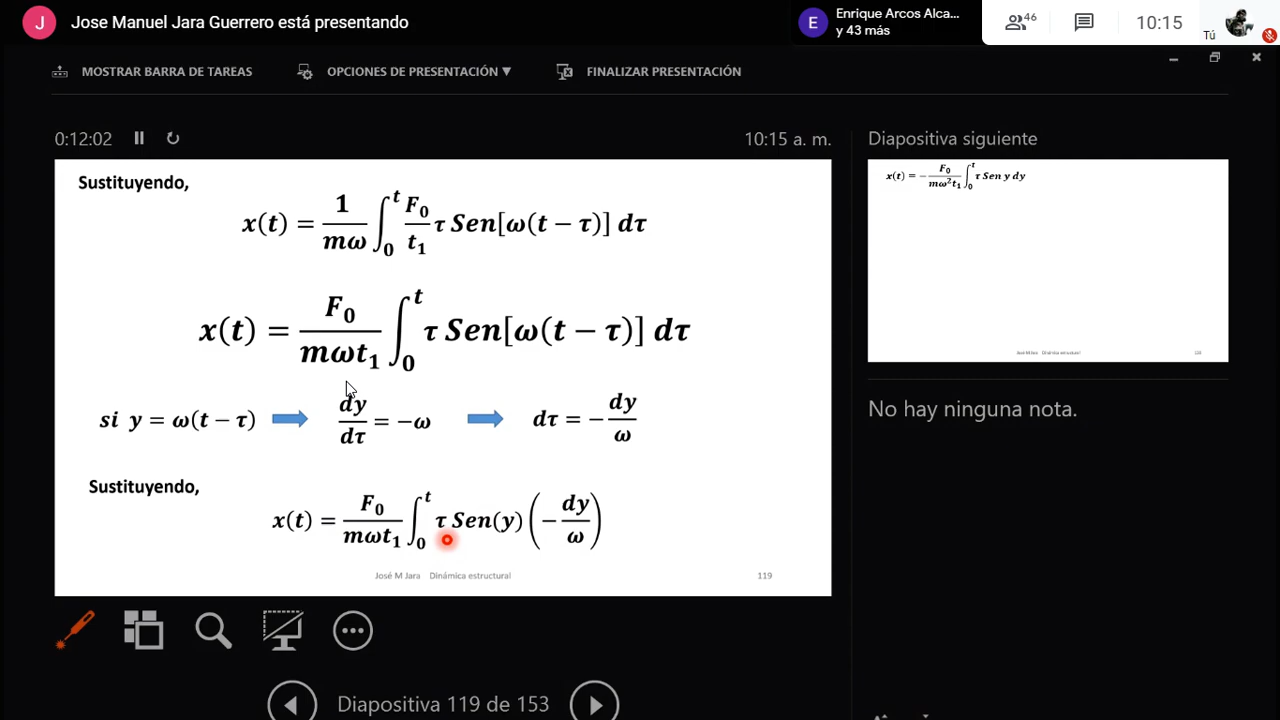 J Jose Manuel Jara Guerrero está presentando
E Enrique Arcos Alca...
y 43 más
46
10:15
Tú
MOSTRAR BARRA DE TAREAS
OPCIONES DE PRESENTACIÓN ▼
FINALIZAR PRESENTACIÓN
0:12:02
10:15 a. m.
Sustituyendo,
x(t) = 1/(mω) ∫₀ᵗ F₀/t₁ τ Sen[ω(t − τ)] dτ
x(t) = F₀/(mωt₁) ∫₀ᵗ τ Sen[ω(t − τ)] dτ
si y = ω(t − τ) ➡ dy/dτ = −ω ➡ dτ = − dy/ω
Sustituyendo,
x(t) = F₀/(mωt₁) ∫₀ᵗ τ Sen(y) (− dy/ω)
José M Jara Dinámica estructural 119
Diapositiva 119 de 153
Diapositiva siguiente
x(t) = − F₀/(mω²t₁) ∫₀ᵗ τ Sen y dy
No hay ninguna nota.